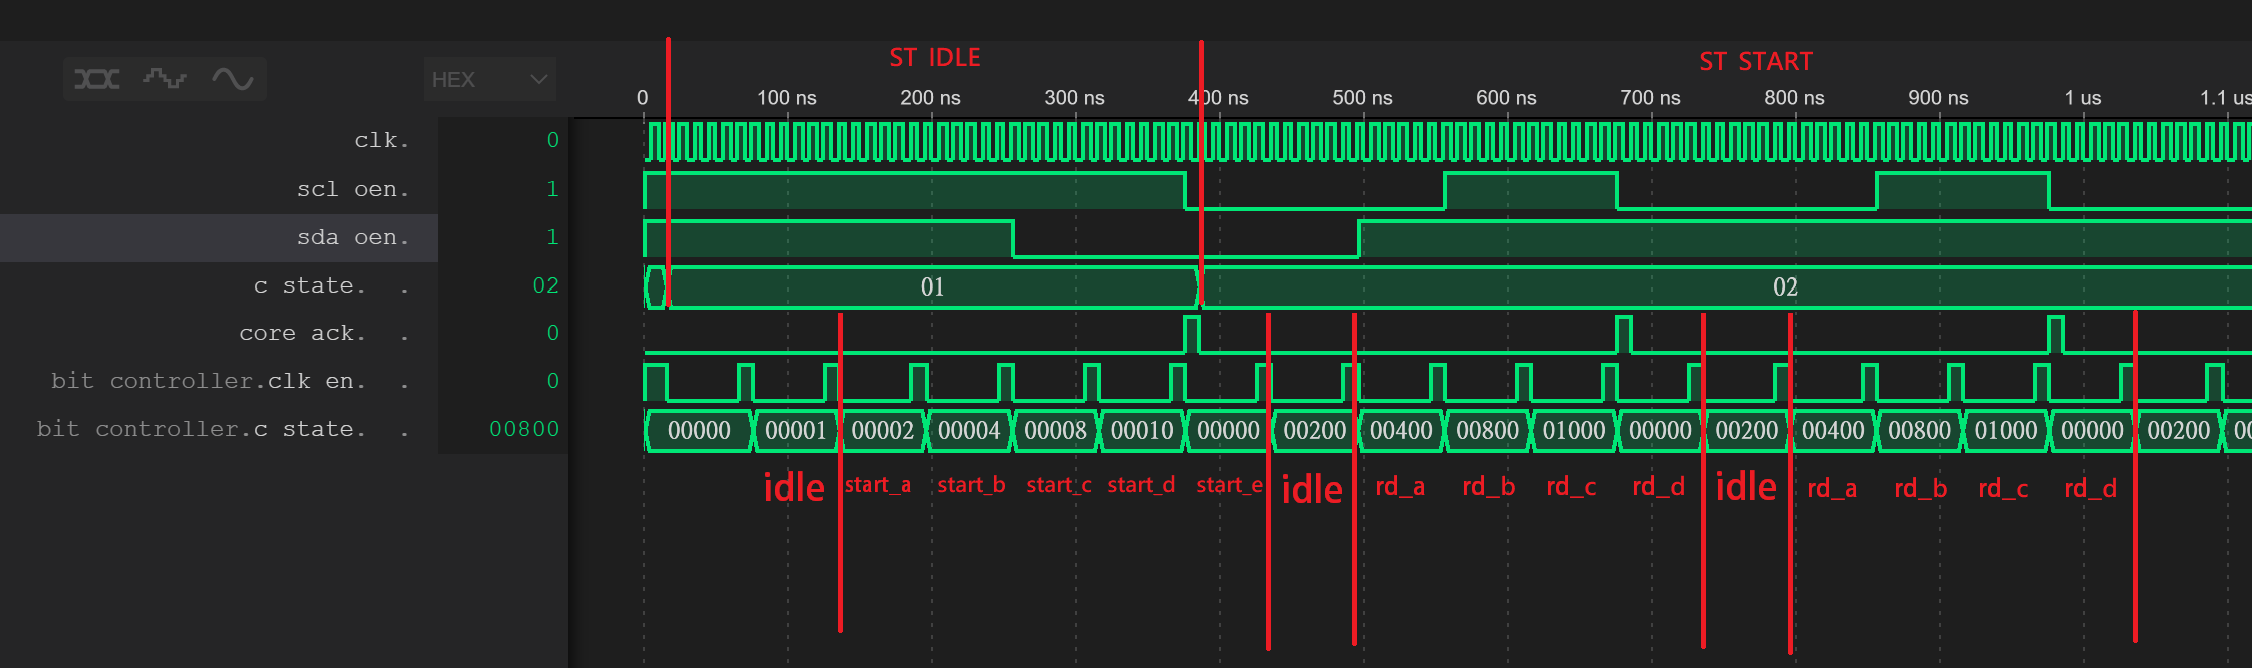 ST IDLE
ST START
HEX
0 100 ns 200 ns 300 ns 400 ns 500 ns 600 ns 700 ns 800 ns 900 ns 1 us 1.1 us
clk. 0
scl oen. 1
sda oen. 1
c state. . 02 01 02
core ack. . 0
bit controller.clk en. . 0
bit controller.c state. . 00800 00000 00001 00002 00004 00008 00010 00000 00200 00400 00800 01000 00000 00200 00400 00800 01000 00000 00200 00
idle start_a start_b start_c start_d start_e idle rd_a rd_b rd_c rd_d idle rd_a rd_b rd_c rd_d